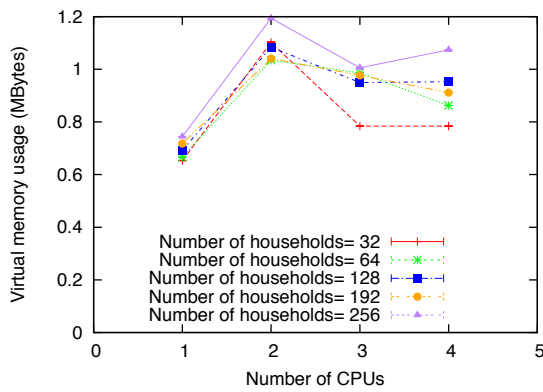 1.2
1
0.8
0.6
0.4
0.2
0
Virtual memory usage (MBytes)
Number of households= 32
Number of households= 64
Number of households= 128
Number of households= 192
Number of households= 256
0 1 2 3 4 5
Number of CPUs